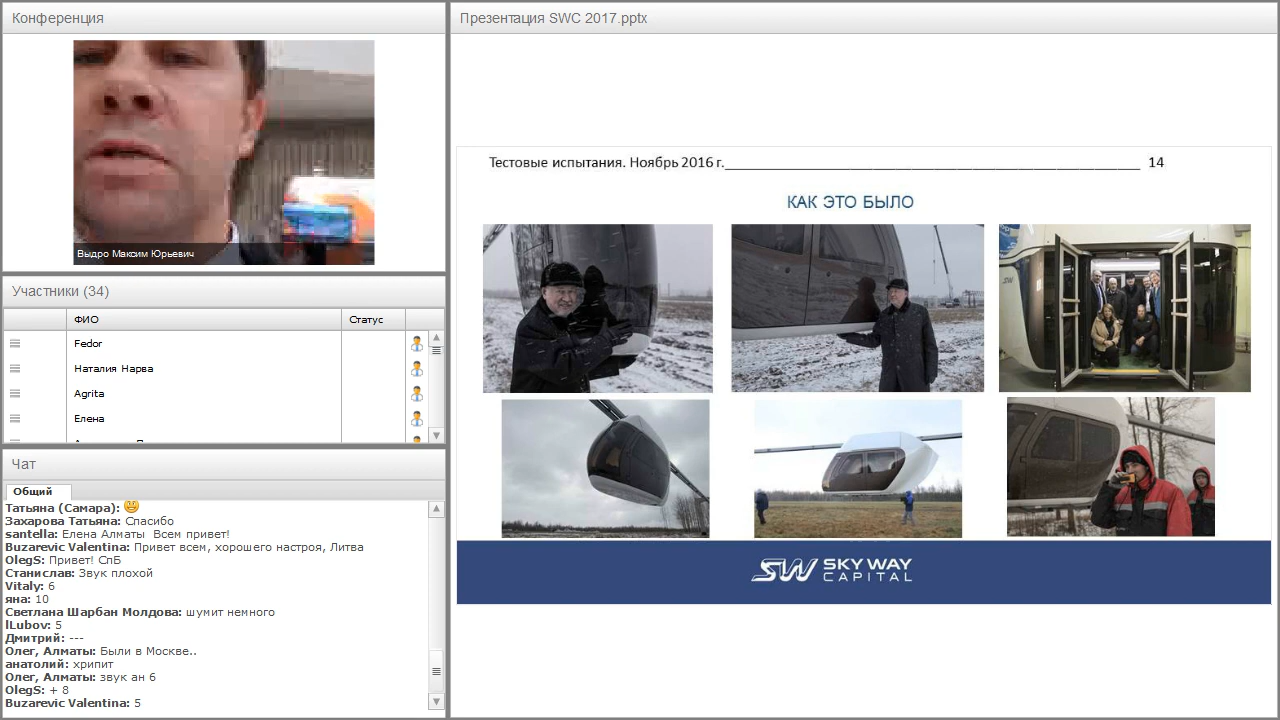 Конференция
Выдро Максим Юрьевич
Участники (34)
ФИО
Статус
Fedor
Наталия Нарва
Agrita
Елена
Чат
Общий
Татьяна (Самара):
Захарова Татьяна: Спасибо
santella: Елена Алматы Всем привет!
Buzarevic Valentina: Привет всем, хорошего настроя, Литва
OlegS: Привет! СпБ
Станислав: Звук плохой
Vitaly: 6
яна: 10
Светлана Шарбан Молдова: шумит немного
lLubov: 5
Дмитрий: ---
Олег, Алматы: Были в Москве..
анатолий: хрипит
Олег, Алматы: звук ан 6
OlegS: + 8
Buzarevic Valentina: 5
Презентация SWC 2017.pptx
Тестовые испытания. Ноябрь 2016 г. 14
КАК ЭТО БЫЛО
SW SKY WAY
CAPITAL